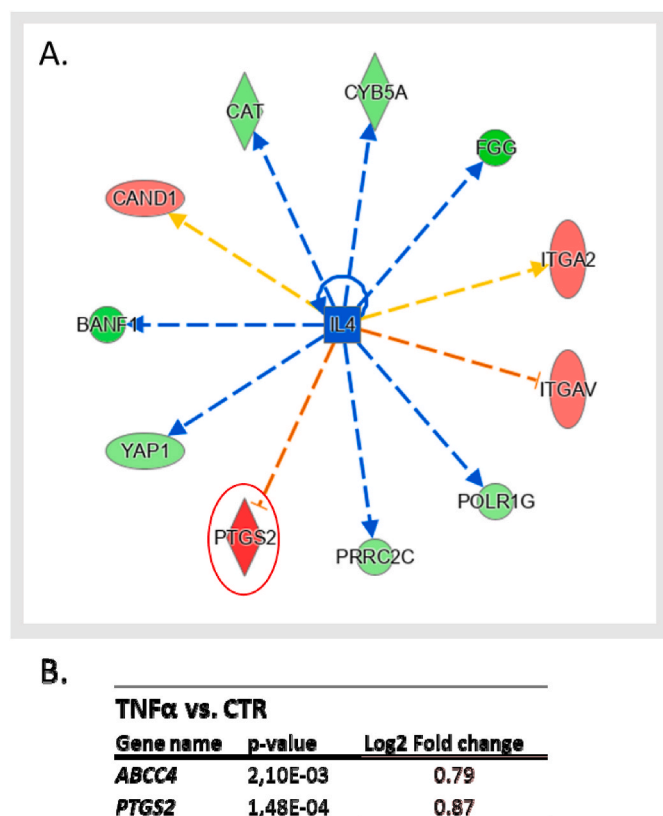 A.
CAT
CYB5A
FGG
CAND1
ITGA2
BANF1
IL4
ITGAV
YAP1
POLR1G
PTGS2
PRRC2C
B.
TNFα vs. CTR
Gene name p-value Log2 Fold change
ABCC4 2,10E-03 0.79
PTGS2 1,48E-04 0.87